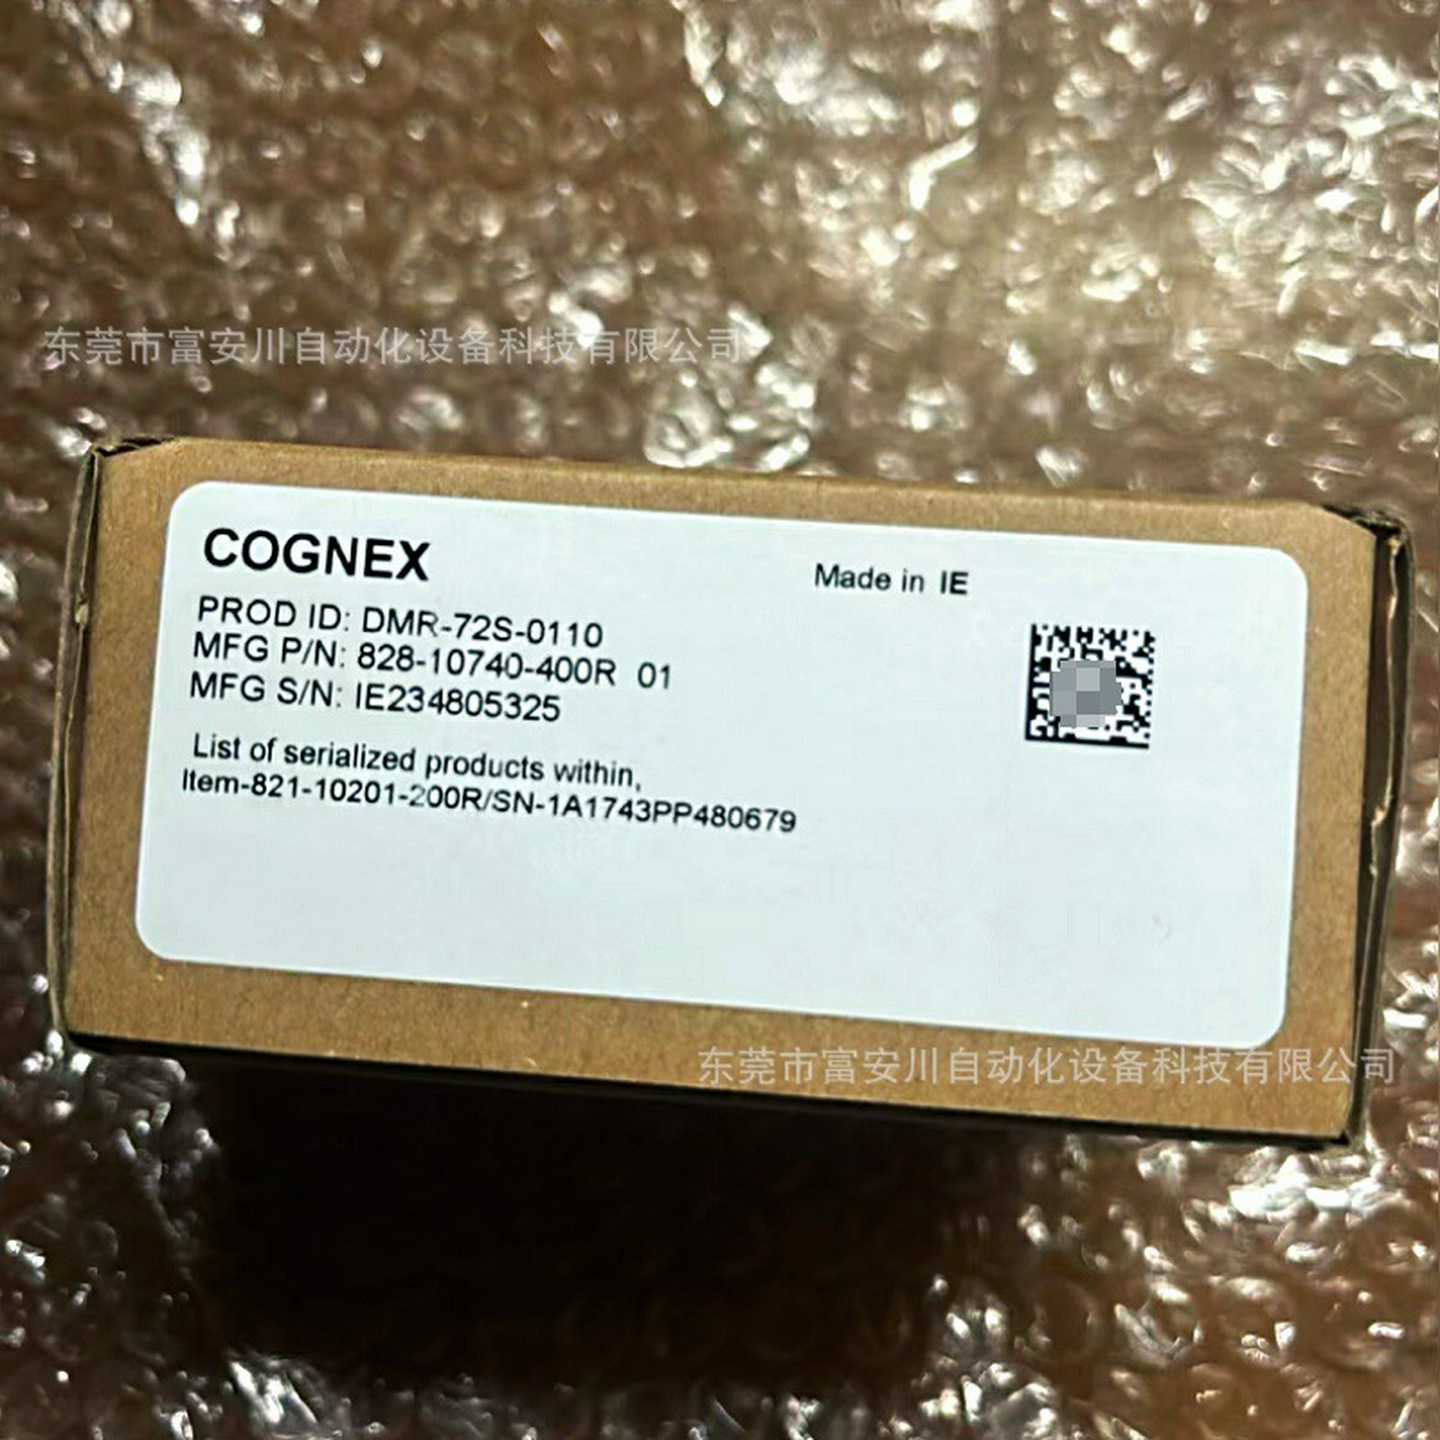 东莞市富安川自动化设备科技有限公司
COGNEX
Made in IE
PROD ID: DMR-72S-0110
MFG P/N: 828-10740-400R 01
MFG S/N: IE234805325
List of serialized products within,
Item-821-10201-200R/SN-1A1743PP480679
东莞市富安川自动化设备科技有限公司